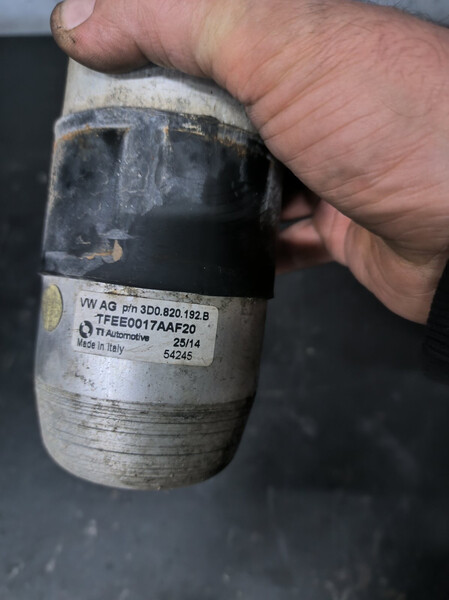 VW AG p/n 3D0.820.192.B
TFEE0017AAF20
TI Automotive 25/14
Made in Italy 54245